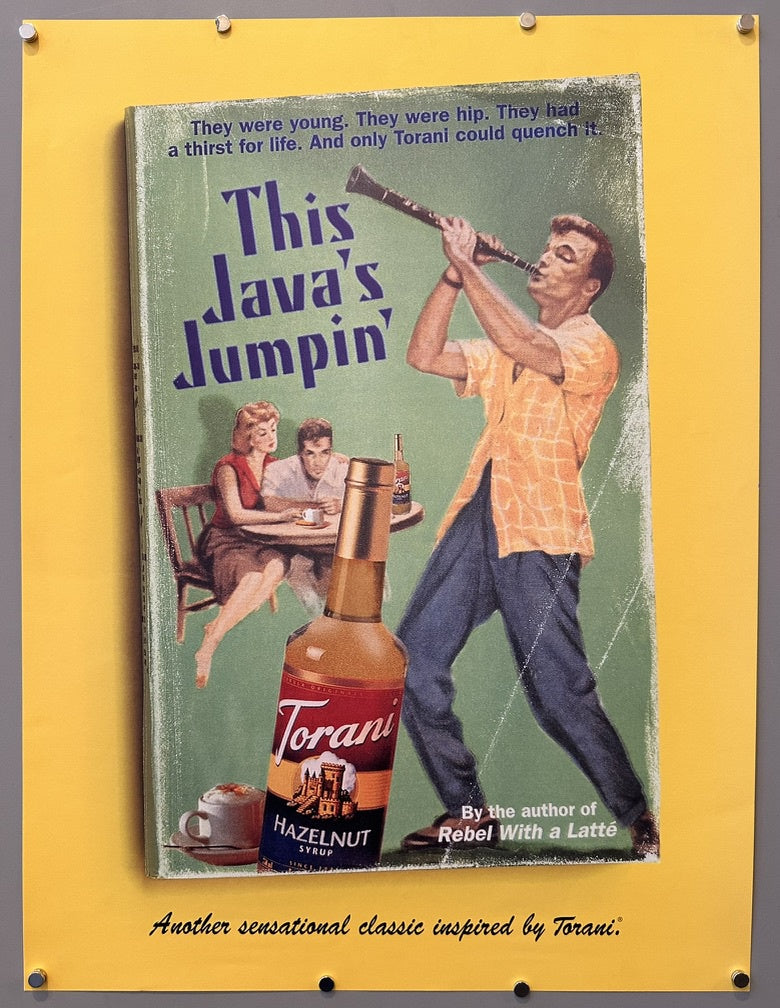 They were young. They were hip. They had
a thirst for life. And only Torani could quench it.
This
Java's
Jumpin'
Torani
HAZELNUT
SYRUP
By the author of
Rebel With a Latté
Another sensational classic inspired by Torani.®